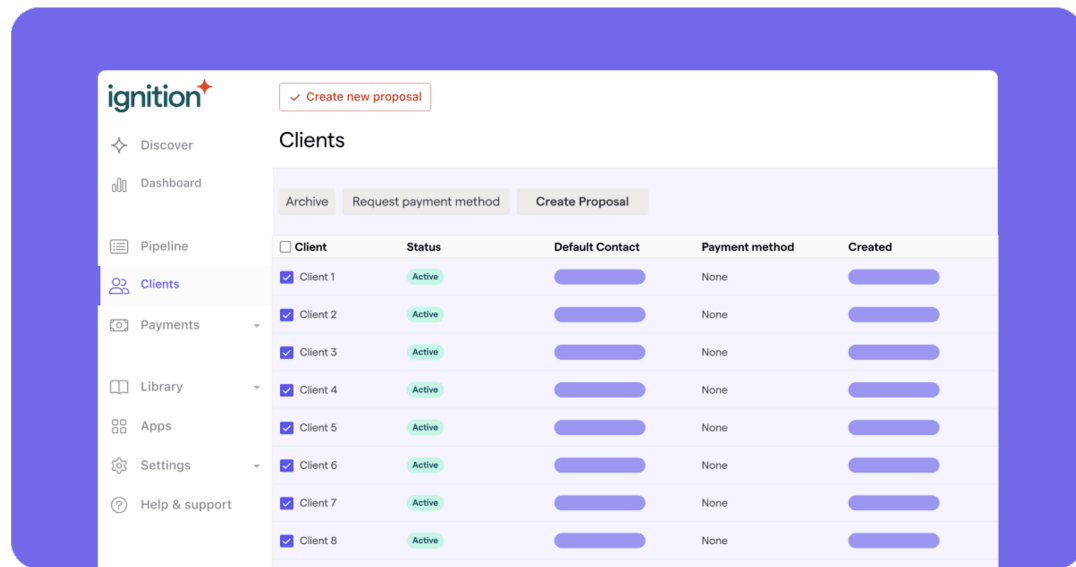 ignition
Create new proposal
Discover
Clients
Dashboard
Archive Request payment method Create Proposal
Pipeline
Client Status Default Contact Payment method Created
Clients
Client 1 Active None
Client 2 Active None
Payments
Client 3 Active None
Library
Client 4 Active None
Apps
Client 5 Active None
Settings
Client 6 Active None
Help & support
Client 7 Active None
Client 8 Active None